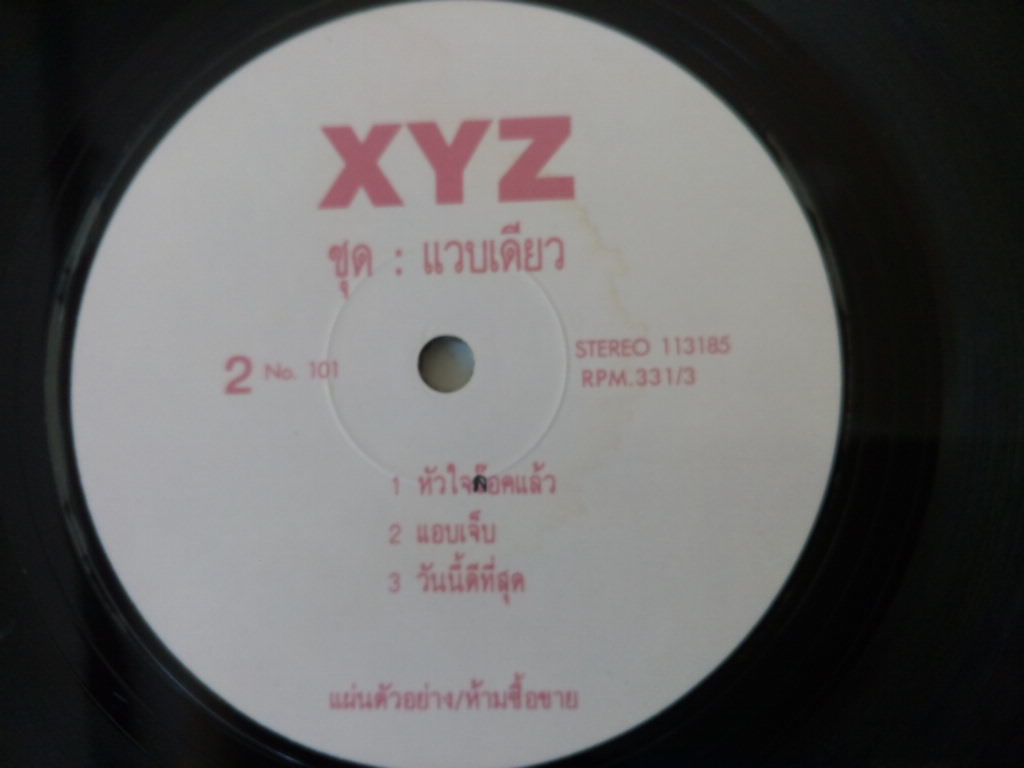 XYZ
ชุด : แวบเดียว
2 No. 101
STEREO 113185
RPM.331/3
1 หัวใจก๊อคแล้ว
2 แอบเจ็บ
3 วันนี้ดีที่สุด
แผ่นตัวอย่าง/ห้ามซื้อขาย